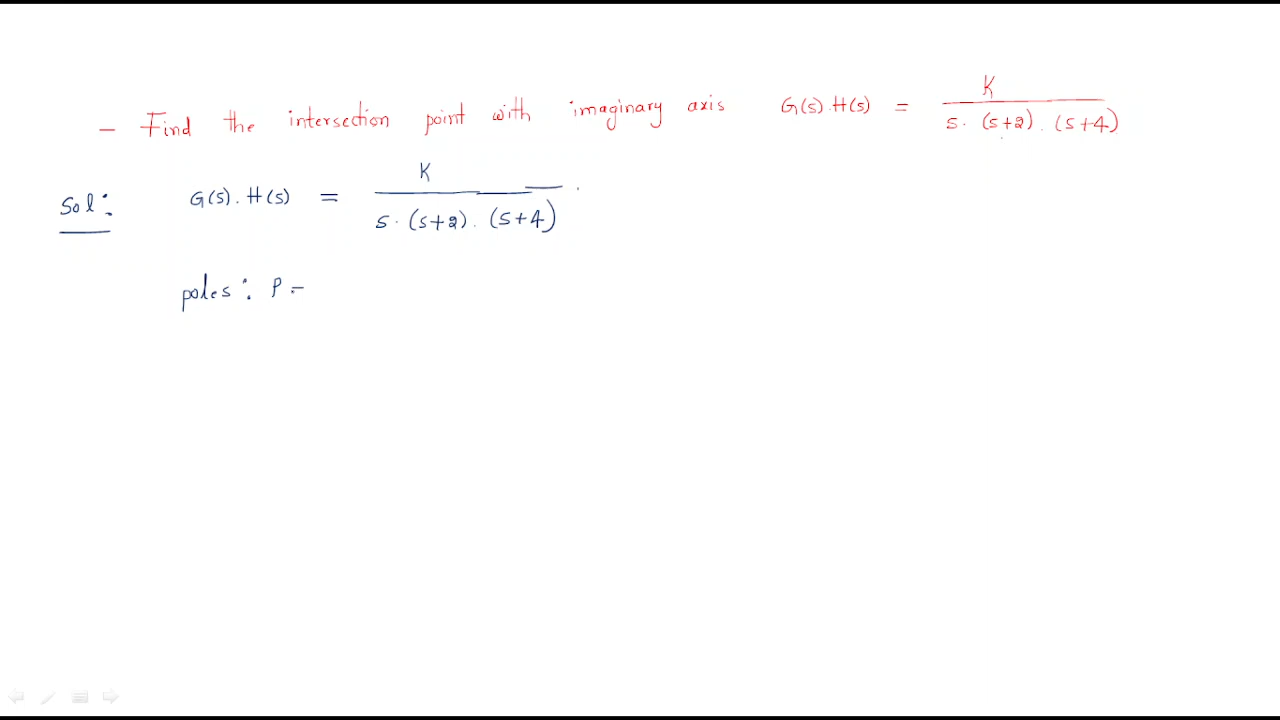 - Find the intersection point with imaginary axis G(s).H(s) = K / s.(s+2).(s+4)
Sol: G(s).H(s) = K / s.(s+2).(s+4)
poles: P =